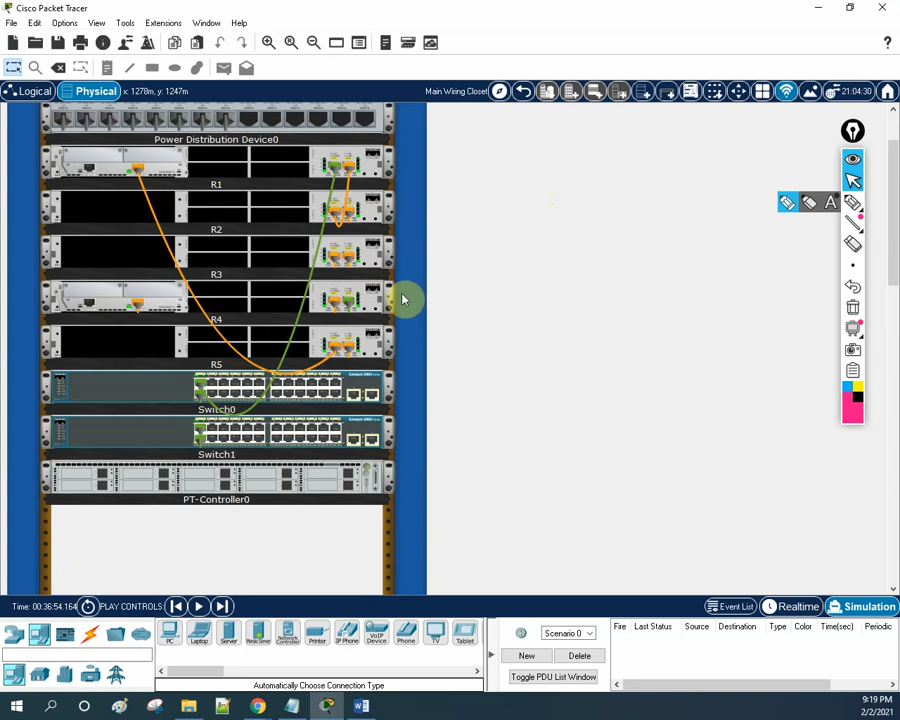 Cisco Packet Tracer
File Edit Options View Tools Extensions Window Help
?
Logical Physical x: 1278m, y: 1247m Main Wiring Closet 21:04:30
Power Distribution Device0
R1
R2
R3
R4
R5
Switch0
Switch1
PT-Controller0
A
Time: 00:36:54.164 PLAY CONTROLS: Event List Realtime Simulation
PC Laptop Server Printer IP Phone VoIP Device Phone TV Tablet
Network Controller
Automatically Choose Connection Type
Scenario 0
New Delete
Toggle PDU List Window
Fire Last Status Source Destination Type Color Time(sec) Periodic
9:19 PM
2/2/2021